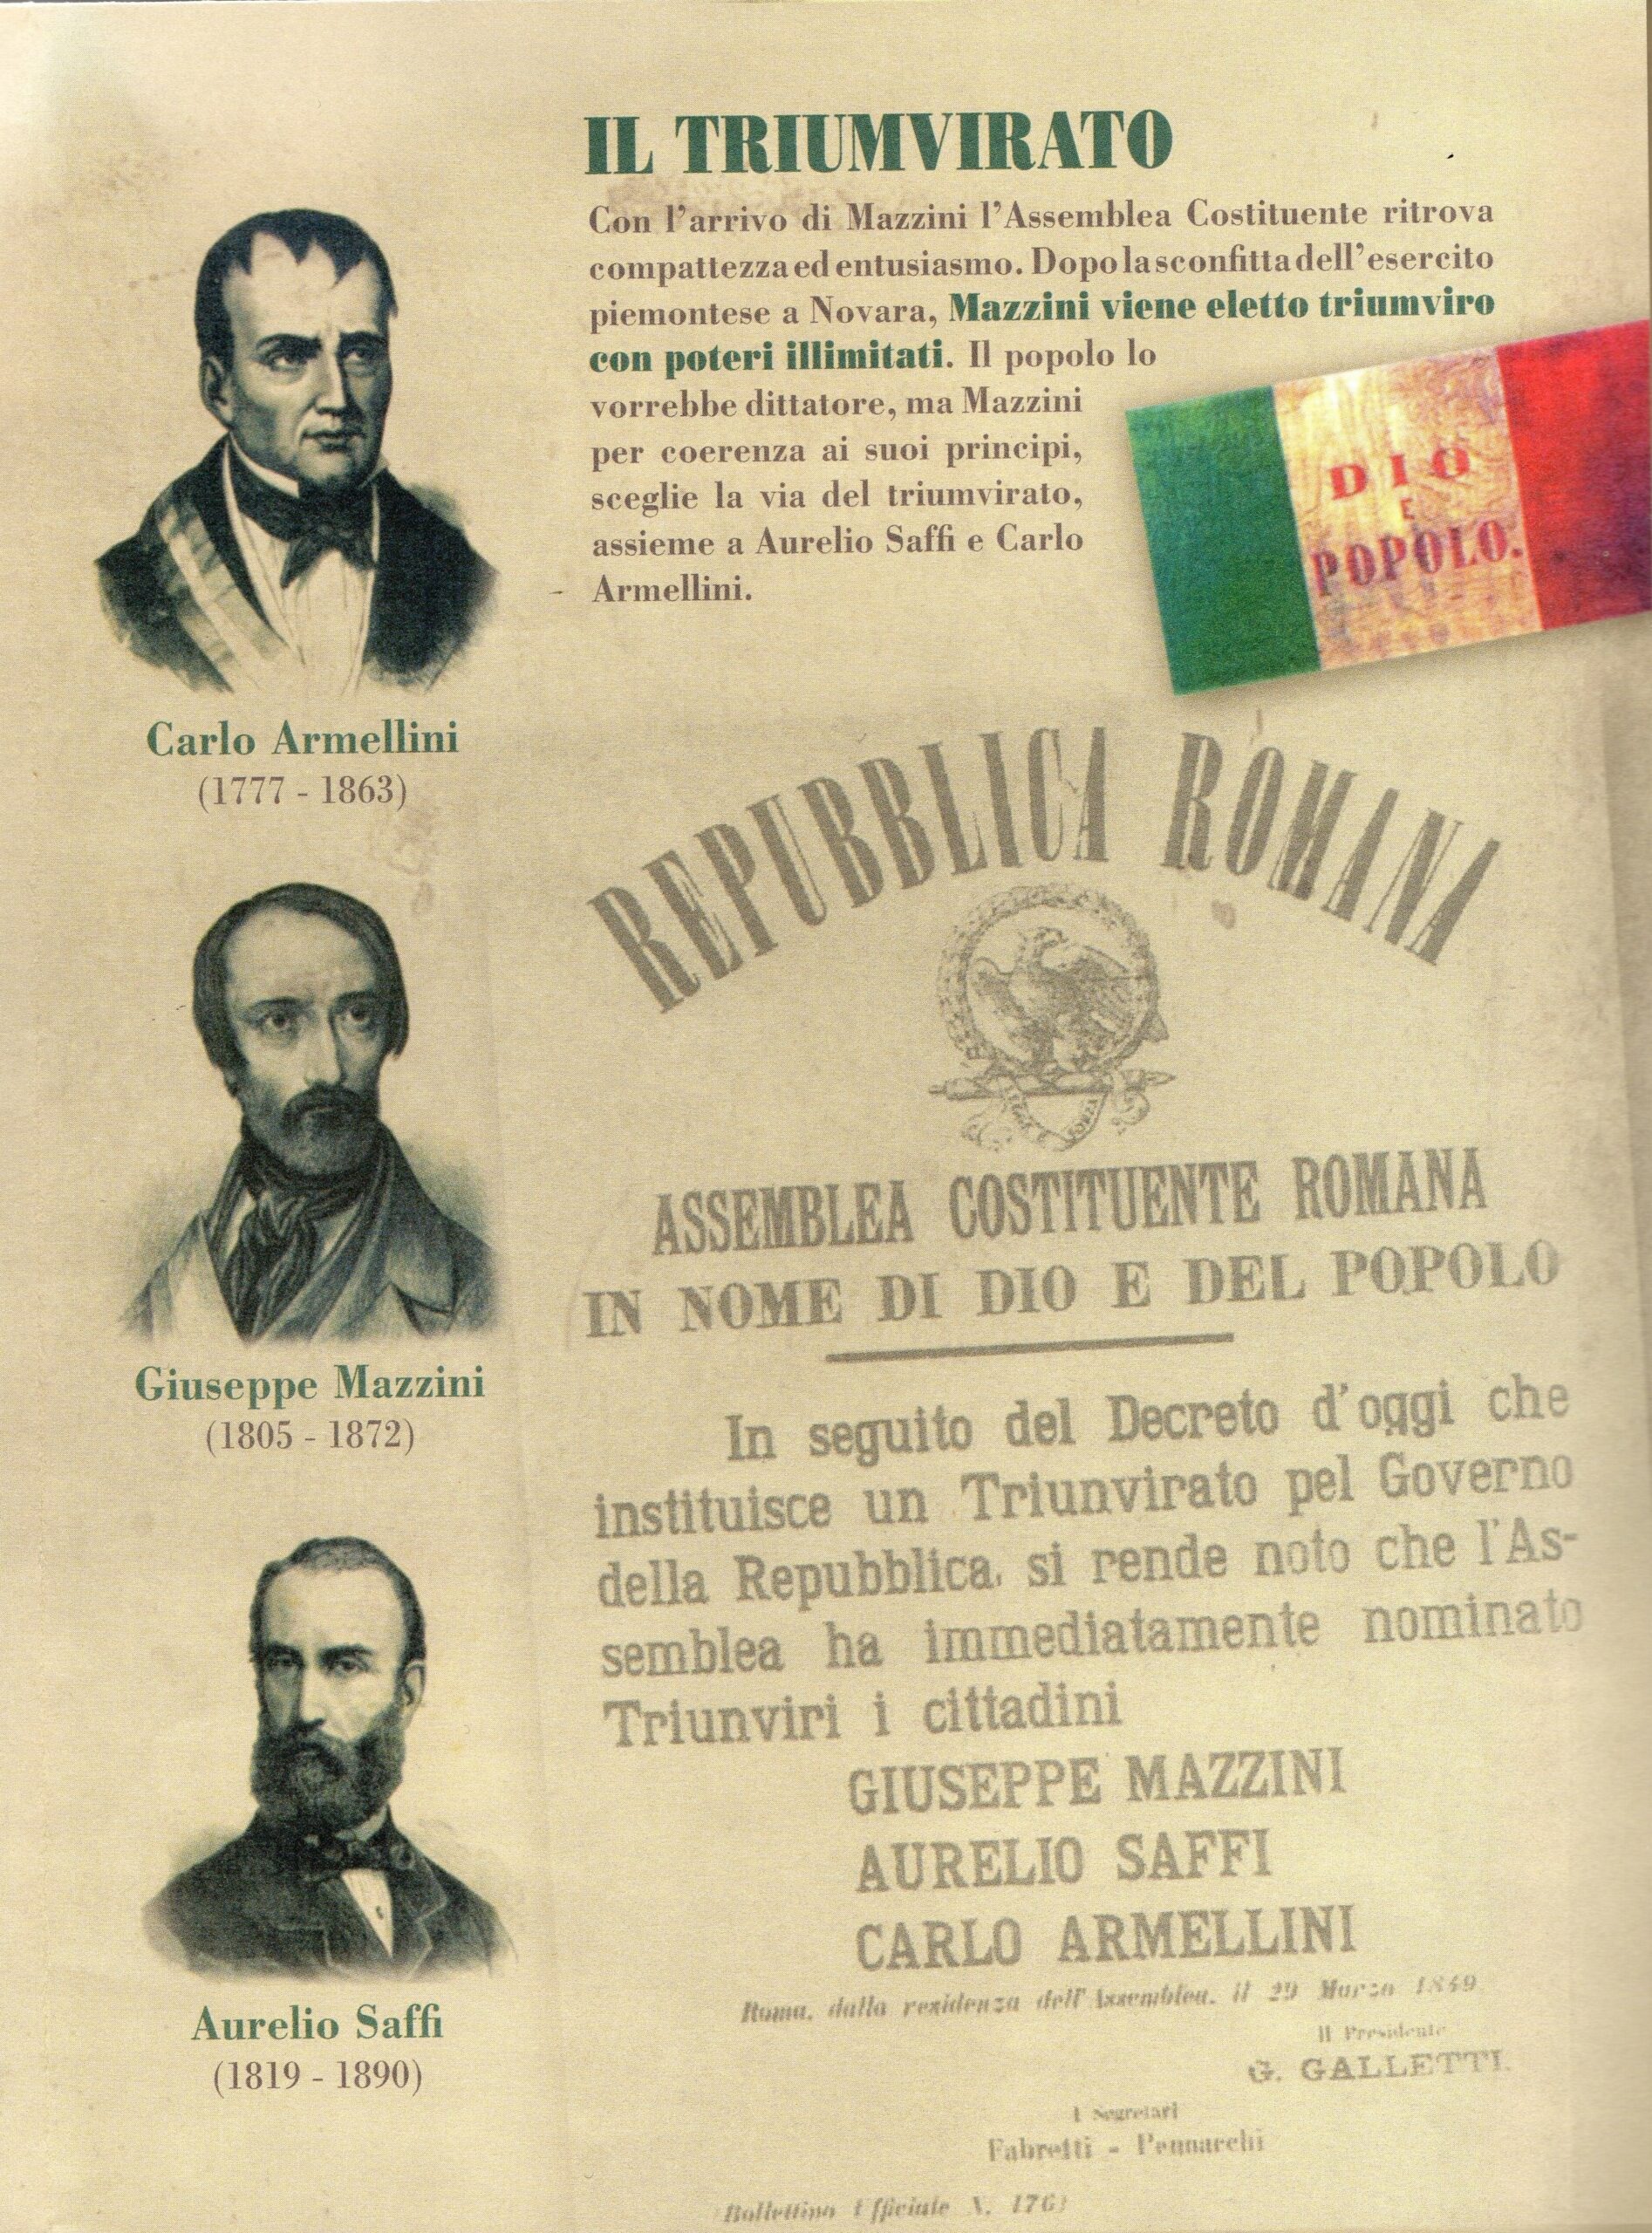 IL TRIUMVIRATO
Con l'arrivo di Mazzini l'Assemblea Costituente ritrova
compattezza ed entusiasmo. Dopo la sconfitta dell'esercito
piemontese a Novara, Mazzini viene eletto triumviro
con poteri illimitati. Il popolo lo
vorrebbe dittatore, ma Mazzini
per coerenza ai suoi principi,
sceglie la via del triumvirato,
assieme a Aurelio Saffi e Carlo
Armellini.
DIO
E
POPOLO.
Carlo Armellini
(1777 - 1863)
Giuseppe Mazzini
(1805 - 1872)
Aurelio Saffi
(1819 - 1890)
REPUBBLICA ROMANA
ASSEMBLEA COSTITUENTE ROMANA
IN NOME DI DIO E DEL POPOLO
In seguito del Decreto d'oggi che
instituisce un Triunvirato pel Governo
della Repubblica, si rende noto che l'As-
semblea ha immediatamente nominato
Triunviri i cittadini
GIUSEPPE MAZZINI
AURELIO SAFFI
CARLO ARMELLINI
Roma, dalla residenza dell'Assemblea, il 29 Marzo 1849
Il Presidente
G. GALLETTI.
I Segretari
Fabretti - Pennacchi
Bollettino Ufficiale N.